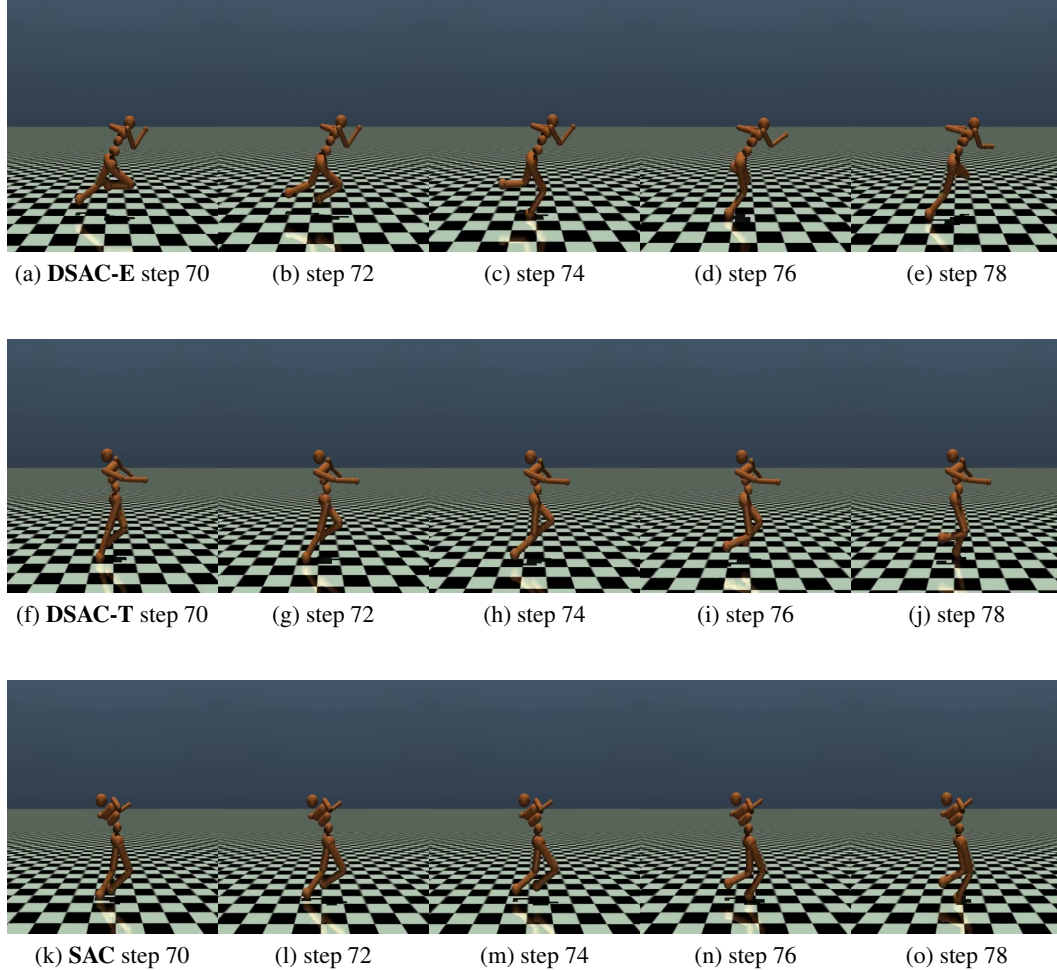 (a) DSAC-E step 70 (b) step 72 (c) step 74 (d) step 76 (e) step 78
(f) DSAC-T step 70 (g) step 72 (h) step 74 (i) step 76 (j) step 78
(k) SAC step 70 (l) step 72 (m) step 74 (n) step 76 (o) step 78